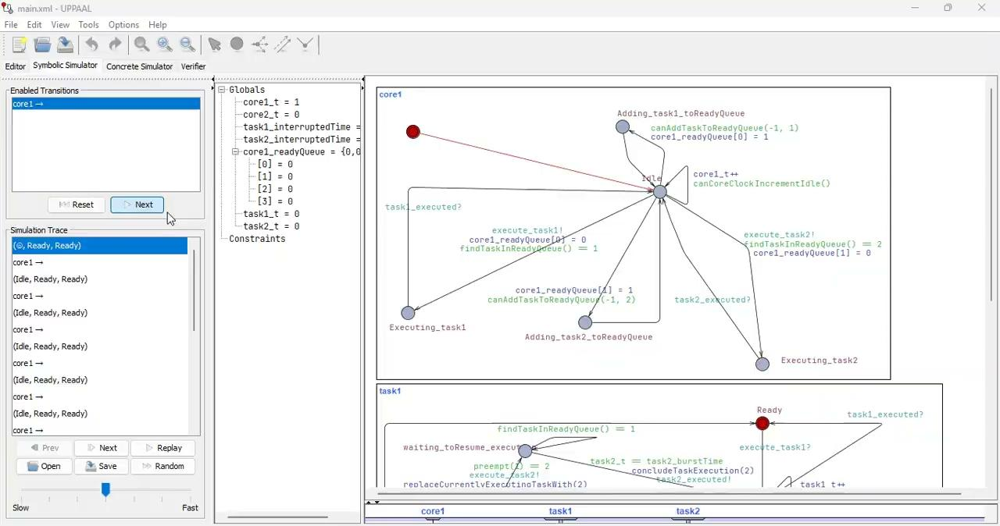 main.xml - UPPAAL
File Edit View Tools Options Help
Editor Symbolic Simulator Concrete Simulator Verifier
Enabled Transitions
core1 →
Reset Next
Simulation Trace
(◎, Ready, Ready)
core1 →
(Idle, Ready, Ready)
core1 →
(Idle, Ready, Ready)
core1 →
(Idle, Ready, Ready)
core1 →
(Idle, Ready, Ready)
core1 →
(Idle, Ready, Ready)
core1 →
Prev Next Replay
Open Save Random
Slow Fast
Globals
core1_t = 1
core2_t = 0
task1_interruptedTime =
task2_interruptedTime =
core1_readyQueue = {0,0
[0] = 0
[1] = 0
[2] = 0
[3] = 0
task1_t = 0
task2_t = 0
Constraints
core1
Adding_task1_toReadyQueue
canAddTaskToReadyQueue(-1, 1)
core1_readyQueue[0] = 1
Idle
core1_t++
canCoreClockIncrementIdle()
task1_executed?
execute_task1!
core1_readyQueue[0] = 0
findTaskInReadyQueue() == 1
execute_task2!
findTaskInReadyQueue() == 2
core1_readyQueue[1] = 0
core1_readyQueue[1] = 1
canAddTaskToReadyQueue(-1, 2)
task2_executed?
Executing_task1
Adding_task2_toReadyQueue
Executing_task2
task1
Ready
task1_executed?
findTaskInReadyQueue() == 1
waiting_toResume_execut
execute_task1?
preempt(1) == 2
execute_task2!
replaceCurrentlyExecutingTaskWith(2)
task2_t = task2_burstTime
concludeTaskExecution(2)
task2_executed!
task1_t++
core1 task1 task2